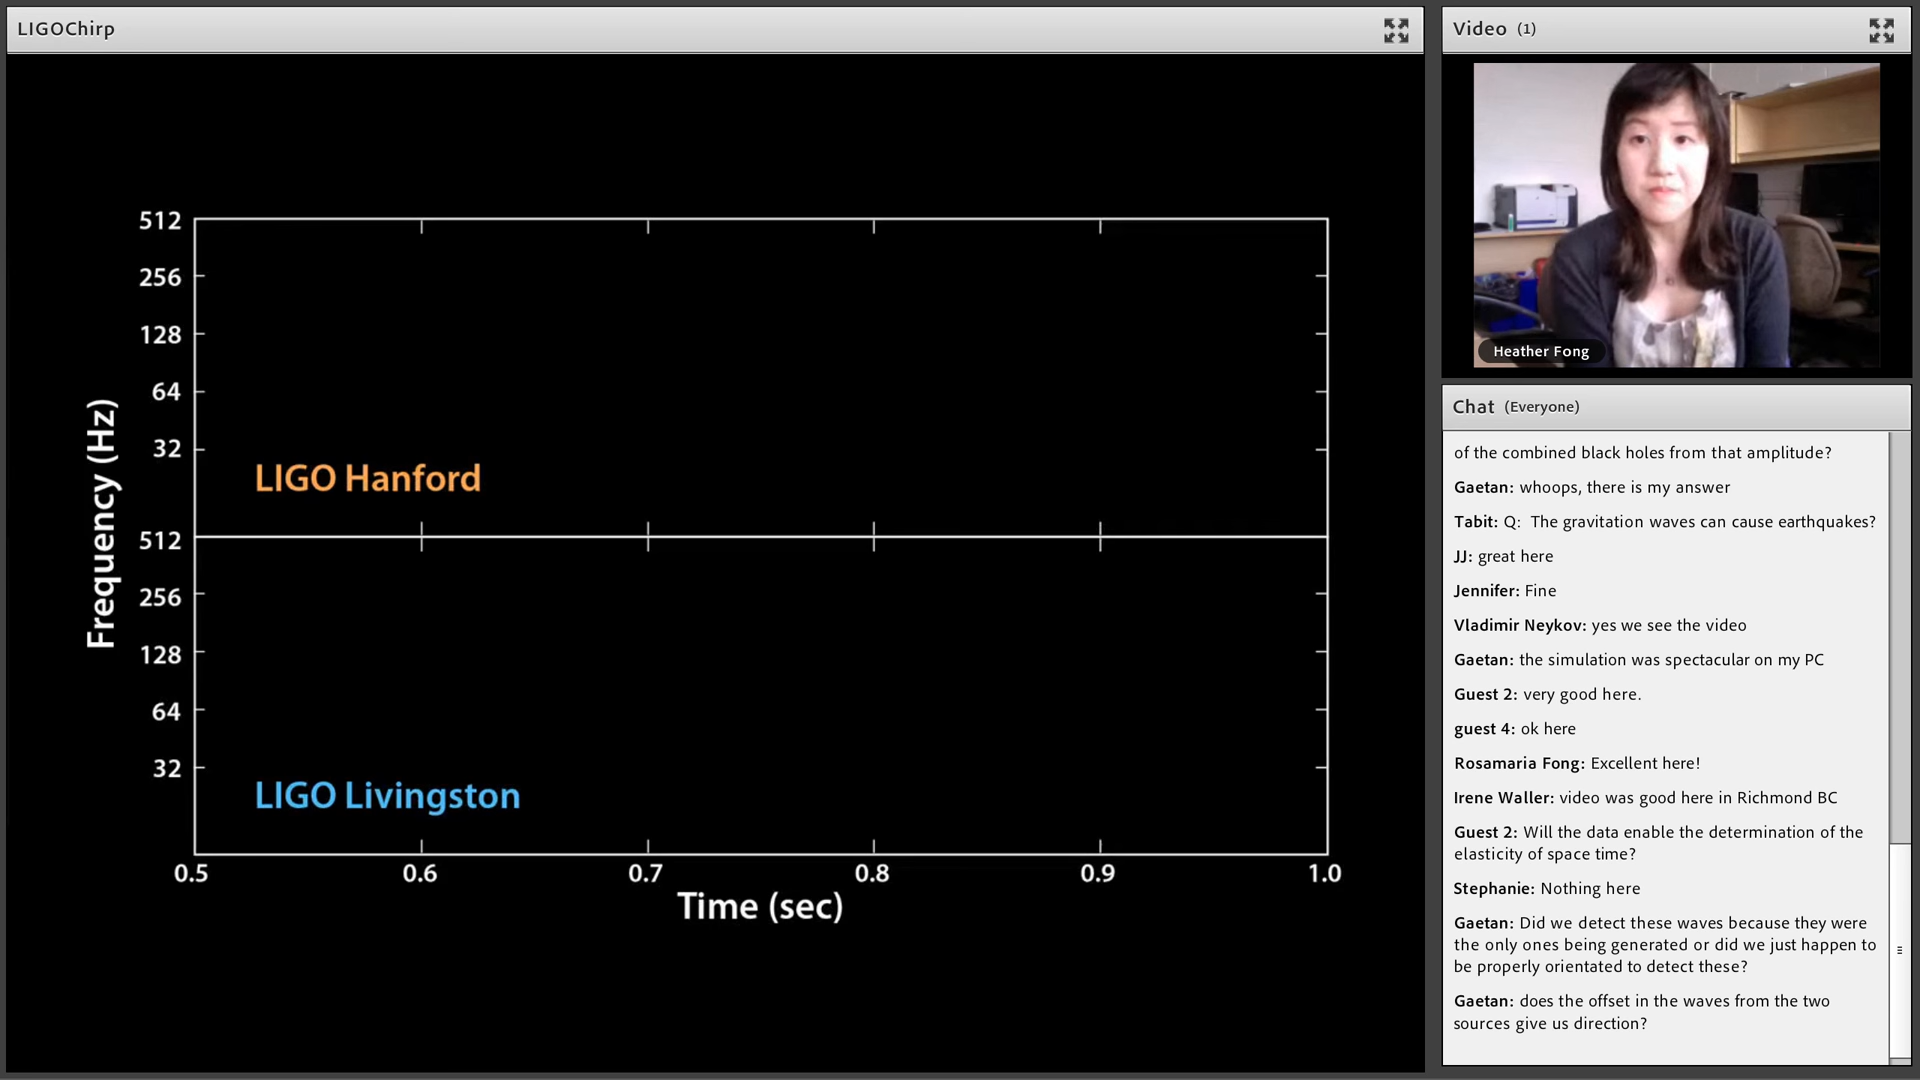 LIGOChirp
512
256
128
64
32
LIGO Hanford
512
256
128
64
32
LIGO Livingston
Frequency (Hz)
0.5 0.6 0.7 0.8 0.9 1.0
Time (sec)
Video (1)
Heather Fong
Chat (Everyone)
of the combined black holes from that amplitude?
Gaetan: whoops, there is my answer
Tabit: Q: The gravitation waves can cause earthquakes?
JJ: great here
Jennifer: Fine
Vladimir Neykov: yes we see the video
Gaetan: the simulation was spectacular on my PC
Guest 2: very good here.
guest 4: ok here
Rosamaria Fong: Excellent here!
Irene Waller: video was good here in Richmond BC
Guest 2: Will the data enable the determination of the
elasticity of space time?
Stephanie: Nothing here
Gaetan: Did we detect these waves because they were
the only ones being generated or did we just happen to
be properly orientated to detect these?
Gaetan: does the offset in the waves from the two
sources give us direction?